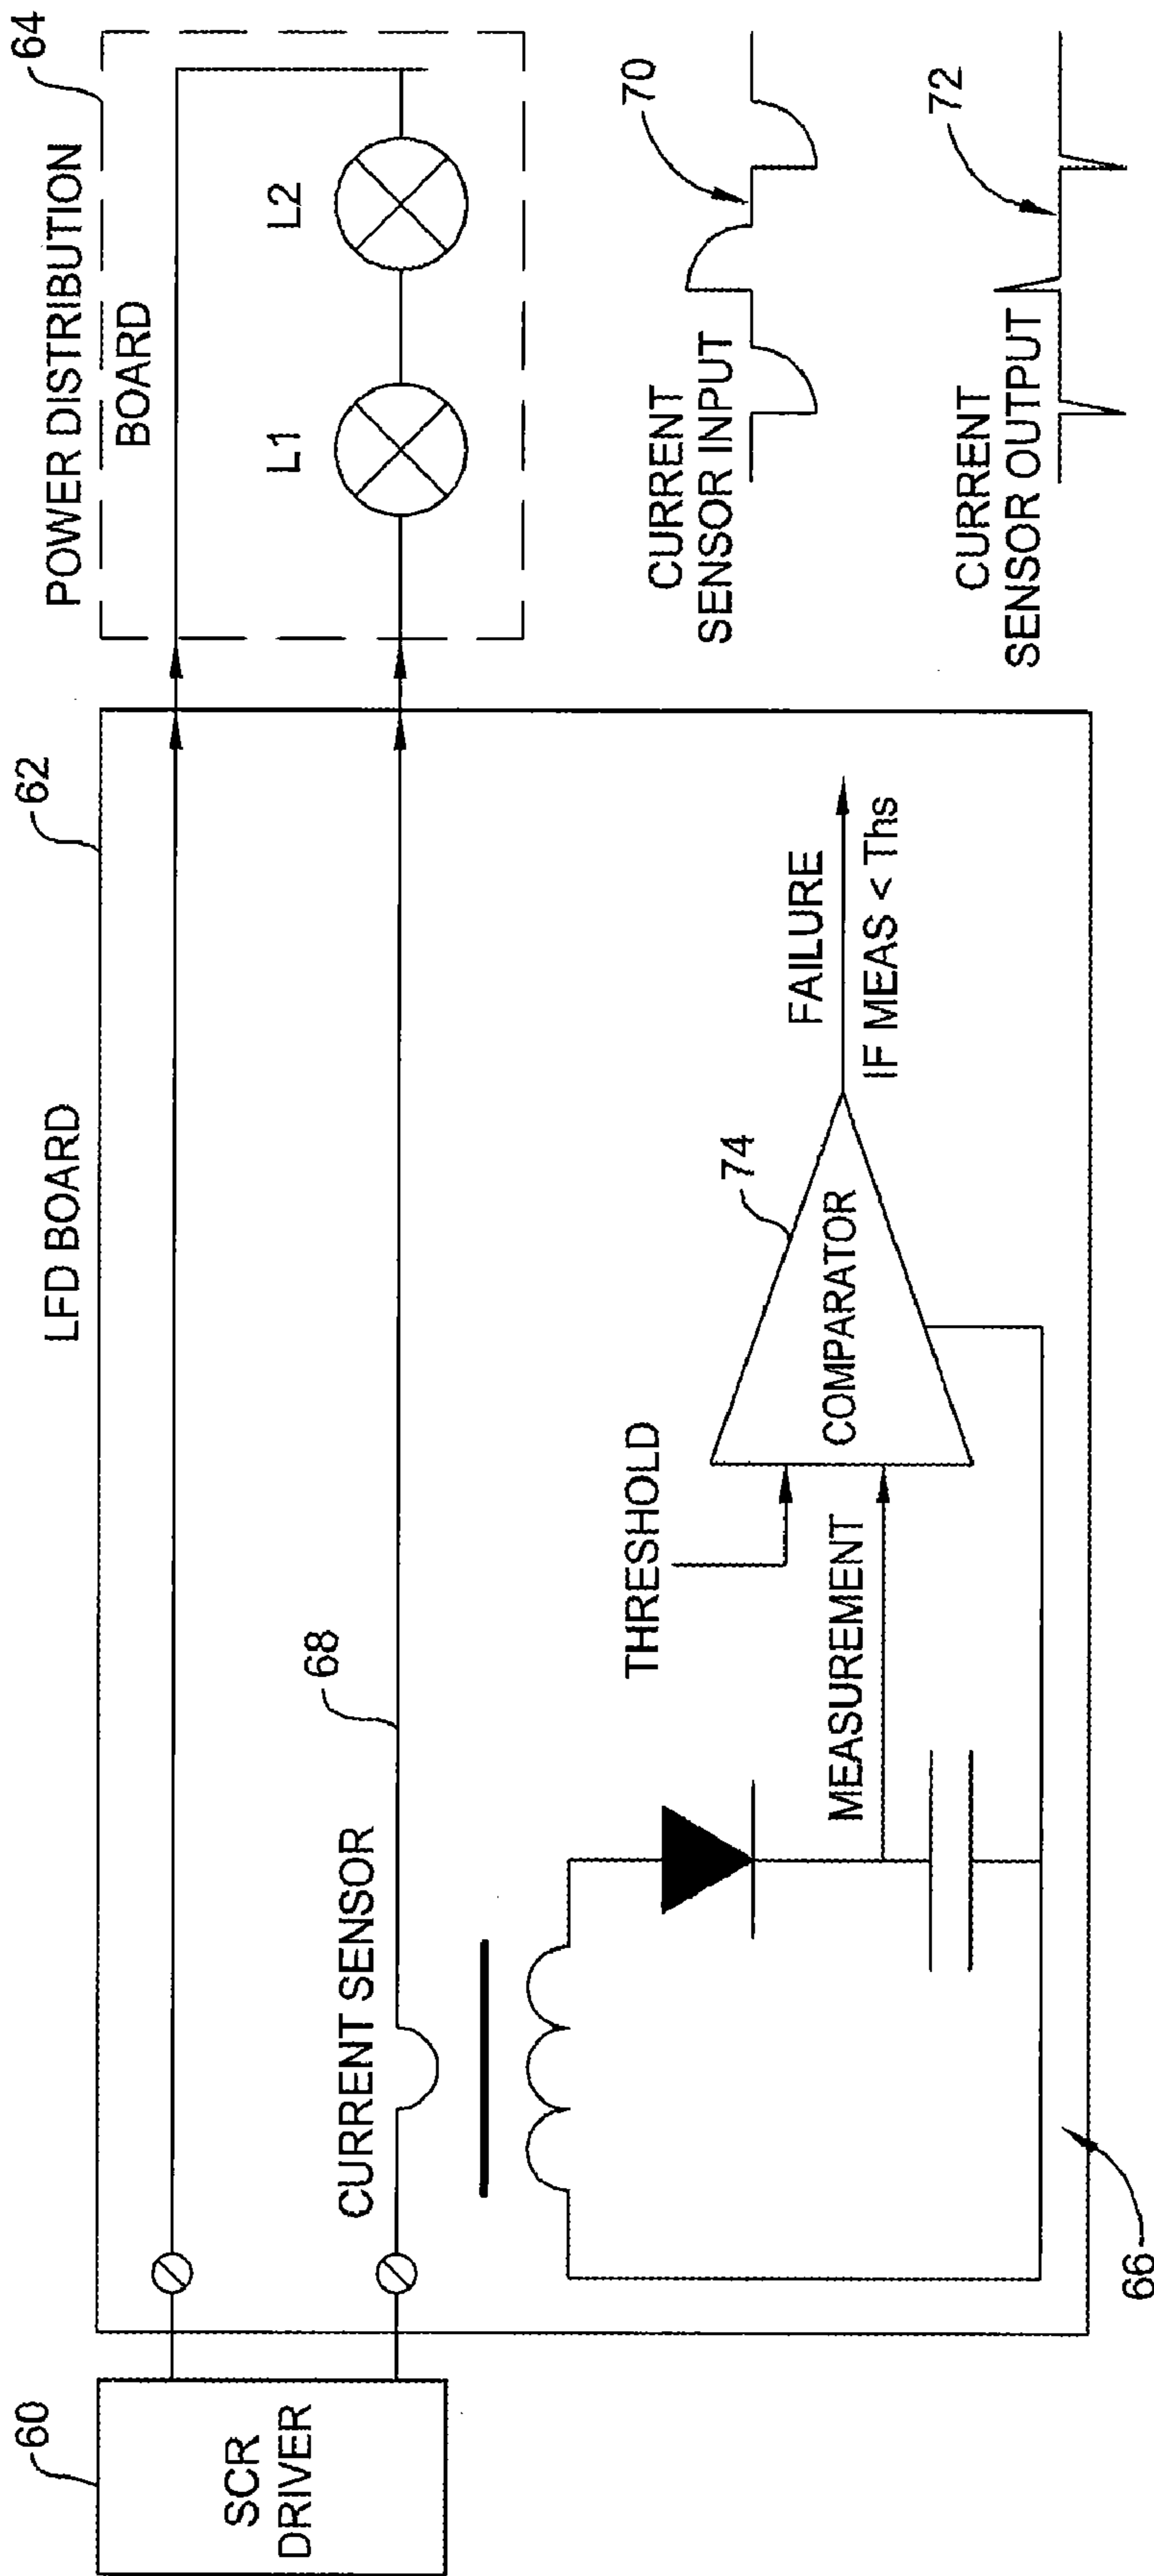 60
SCR
DRIVER
LFD BOARD
62
CURRENT SENSOR
68
THRESHOLD
MEASUREMENT
COMPARATOR
74
FAILURE
IF MEAS < Ths
66
POWER DISTRIBUTION
BOARD
64
L1
L2
CURRENT
SENSOR INPUT
70
CURRENT
SENSOR OUTPUT
72